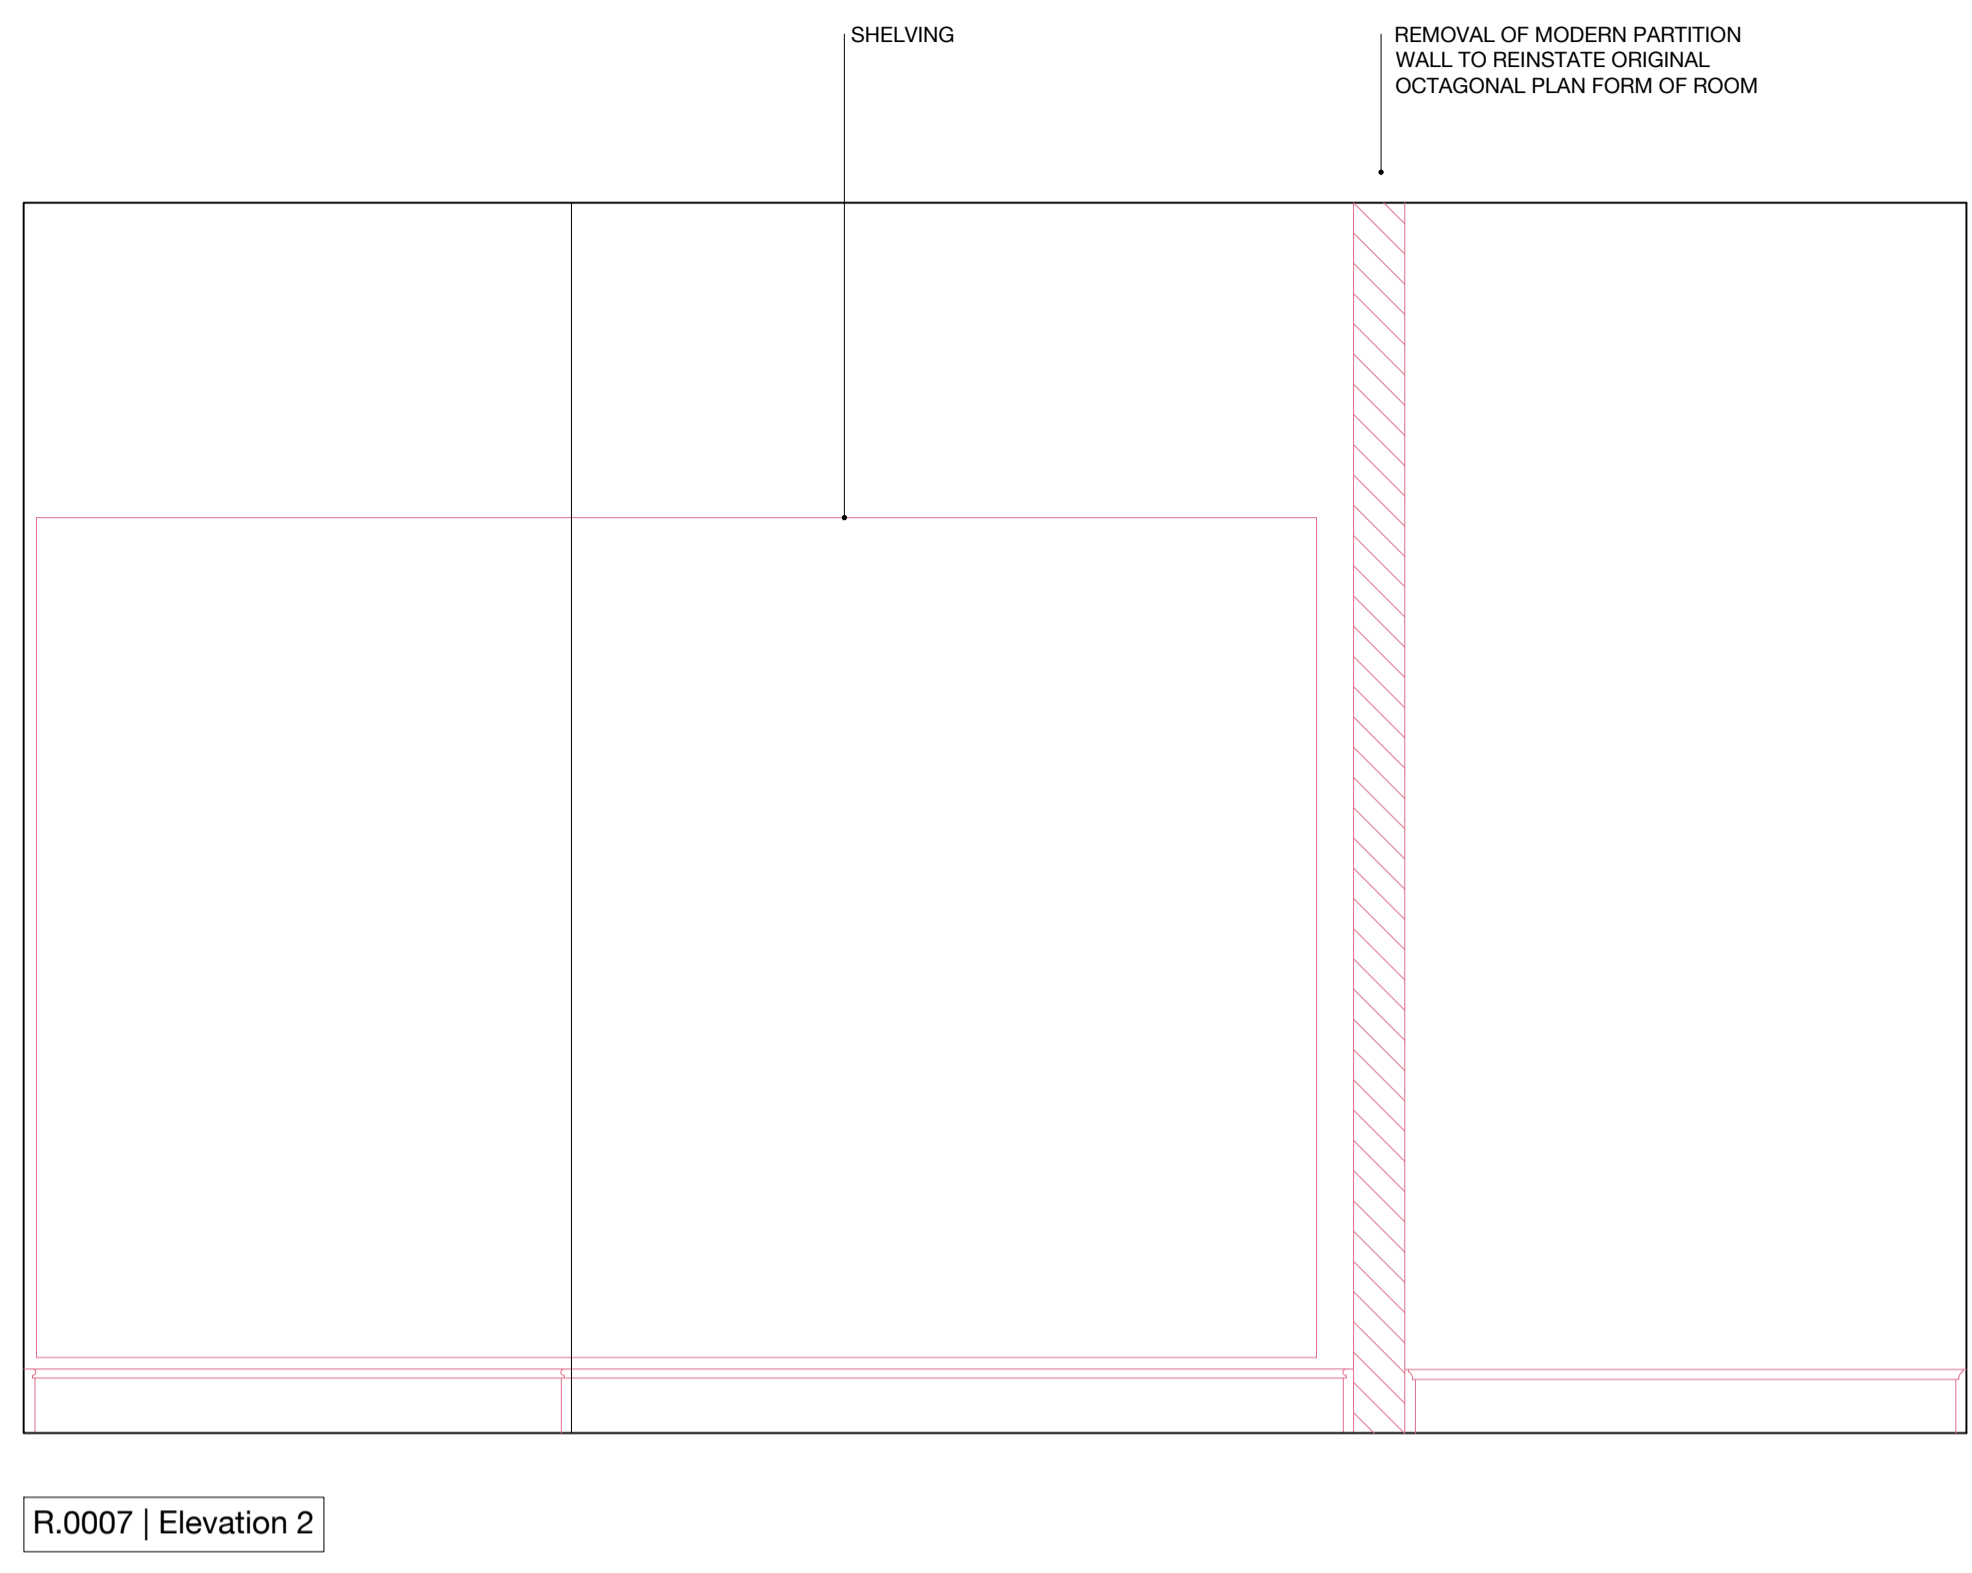 SHELVING
REMOVAL OF MODERN PARTITION
WALL TO REINSTATE ORIGINAL
OCTAGONAL PLAN FORM OF ROOM
R.0007 | Elevation 2